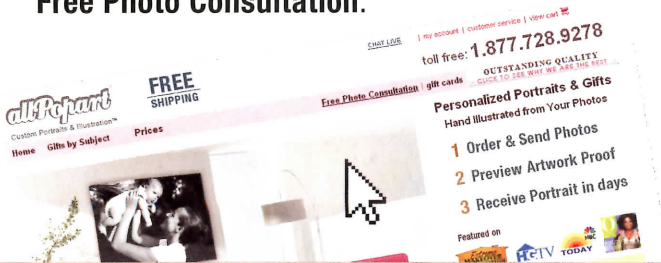 Free Photo Consultation.
CHAT LIVE | my account | customer service | view cart
toll free: 1.877.728.9278
OUTSTANDING QUALITY
CLICK TO SEE WHY WE ARE THE BEST
allPopart
Custom Portraits & Illustration™
FREE
SHIPPING
Free Photo Consultation | gift cards
Home Gifts by Subject Prices
Personalized Portraits & Gifts
Hand Illustrated from Your Photos
1 Order & Send Photos
2 Preview Artwork Proof
3 Receive Portrait in days
Featured on
HGTV
TODAY
NBC